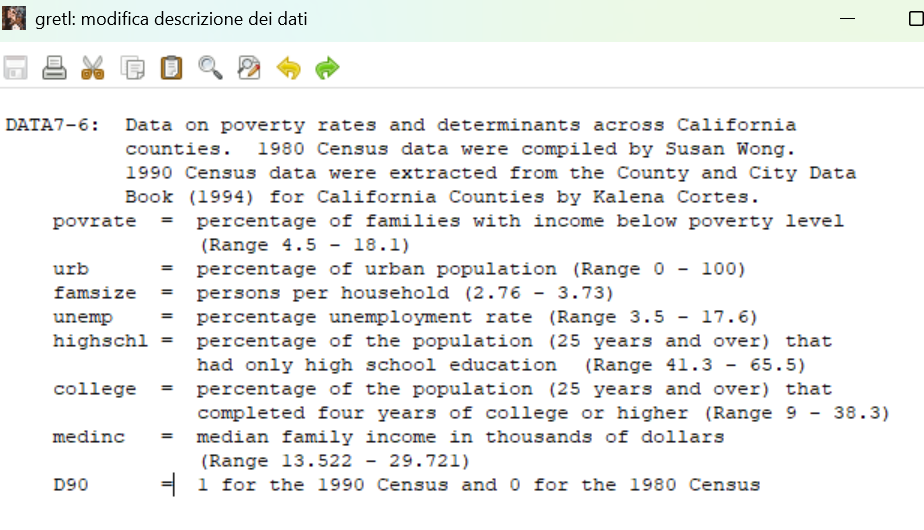 gretl: modifica descrizione dei dati
DATA7-6: Data on poverty rates and determinants across California
counties. 1980 Census data were compiled by Susan Wong.
1990 Census data were extracted from the County and City Data
Book (1994) for California Counties by Kalena Cortes.
povrate = percentage of families with income below poverty level
(Range 4.5 - 18.1)
urb = percentage of urban population (Range 0 - 100)
famsize = persons per household (2.76 - 3.73)
unemp = percentage unemployment rate (Range 3.5 - 17.6)
highschl = percentage of the population (25 years and over) that
had only high school education (Range 41.3 - 65.5)
college = percentage of the population (25 years and over) that
completed four years of college or higher (Range 9 - 38.3)
medinc = median family income in thousands of dollars
(Range 13.522 - 29.721)
D90 = 1 for the 1990 Census and 0 for the 1980 Census